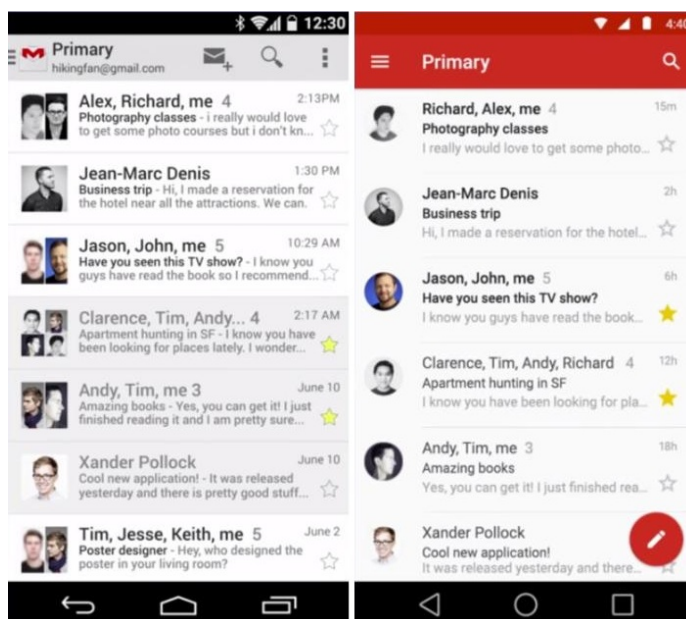 12:30
Primary
hikingfan@gmail.com
Alex, Richard, me 4 2:13PM
Photography classes - i really would love
to get some photo courses but i don't kn...
Jean-Marc Denis 1:30 PM
Business trip - Hi, I made a reservation for
the hotel near all the attractions. We can.
Jason, John, me 5 10:29 AM
Have you seen this TV show? - I know you
guys have read the book so I recommend...
Clarence, Tim, Andy... 4 2:17 AM
Apartment hunting in SF - I know you have
been looking for places lately. I wonder...
Andy, Tim, me 3 June 10
Amazing books - Yes, you can get it! I just
finished reading it and I am pretty sure...
Xander Pollock June 10
Cool new application! - It was released
yesterday and there is pretty good stuff...
Tim, Jesse, Keith, me 5 June 2
Poster designer - Hey, who designed the
poster in your living room?
4:40
Primary
Richard, Alex, me 4 15m
Photography classes
I really would love to get some photo...
Jean-Marc Denis 2h
Business trip
Hi, I made a reservation for the hotel...
Jason, John, me 5 6h
Have you seen this TV show?
I know you guys have read the book...
Clarence, Tim, Andy, Richard 4 12h
Apartment hunting in SF
I know you have been looking for pla...
Andy, Tim, me 3 18h
Amazing books
Yes, you can get it! I just finished rea...
Xander Pollock
Cool new application!
It was released yesterday and there...